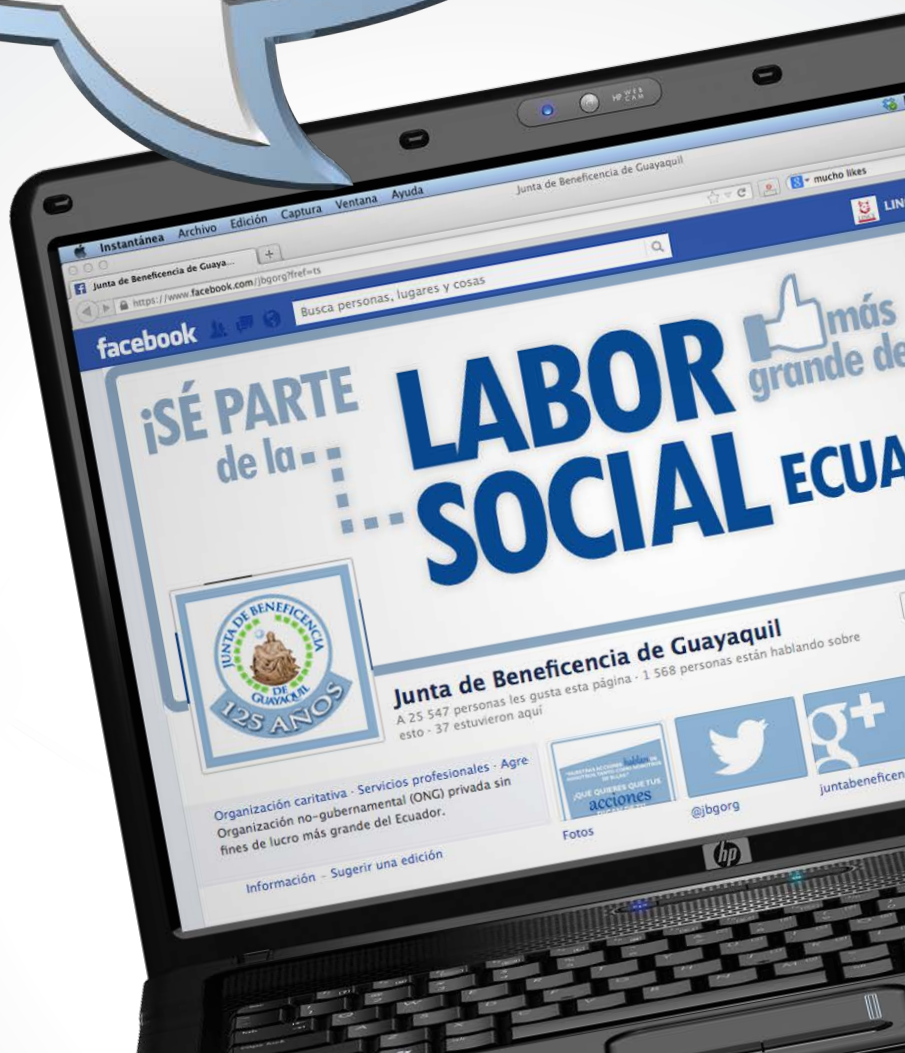 HP WEB
CAM
Instantánea Archivo Edición Captura Ventana Ayuda
Junta de Beneficencia de Guayaquil
Junta de Beneficencia de Guaya...
+
https://www.facebook.com/jbgorg?fref=ts
mucho likes
facebook
Busca personas, lugares y cosas
¡SÉ PARTE
de la
LABOR
SOCIAL
más
grande de
JUNTA DE BENEFICENCIA
DE
GUAYAQUIL
125 AÑOS
Junta de Beneficencia de Guayaquil
A 25 547 personas les gusta esta página · 1 568 personas están hablando sobre
esto · 37 estuvieron aquí
Organización caritativa · Servicios profesionales · Agre
Organización no-gubernamental (ONG) privada sin
fines de lucro más grande del Ecuador.
Información – Sugerir una edición
¿QUÉ QUIERES QUE TUS
acciones
Fotos
@jbgorg
g+
juntabeneficen
hp